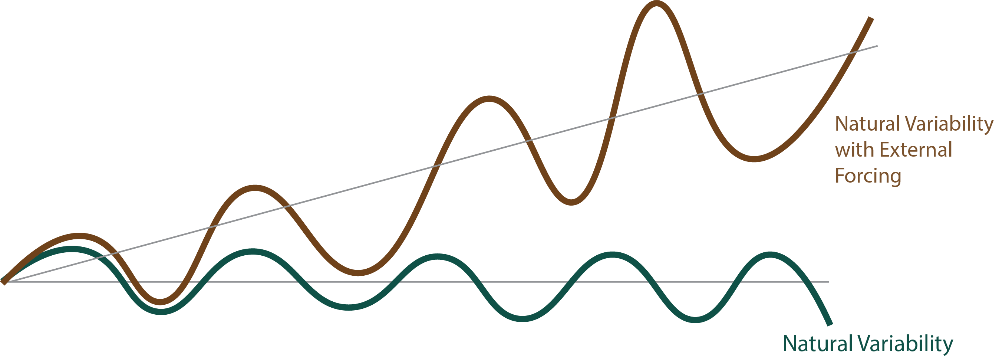 Natural Variability
with External
Forcing
Natural Variability